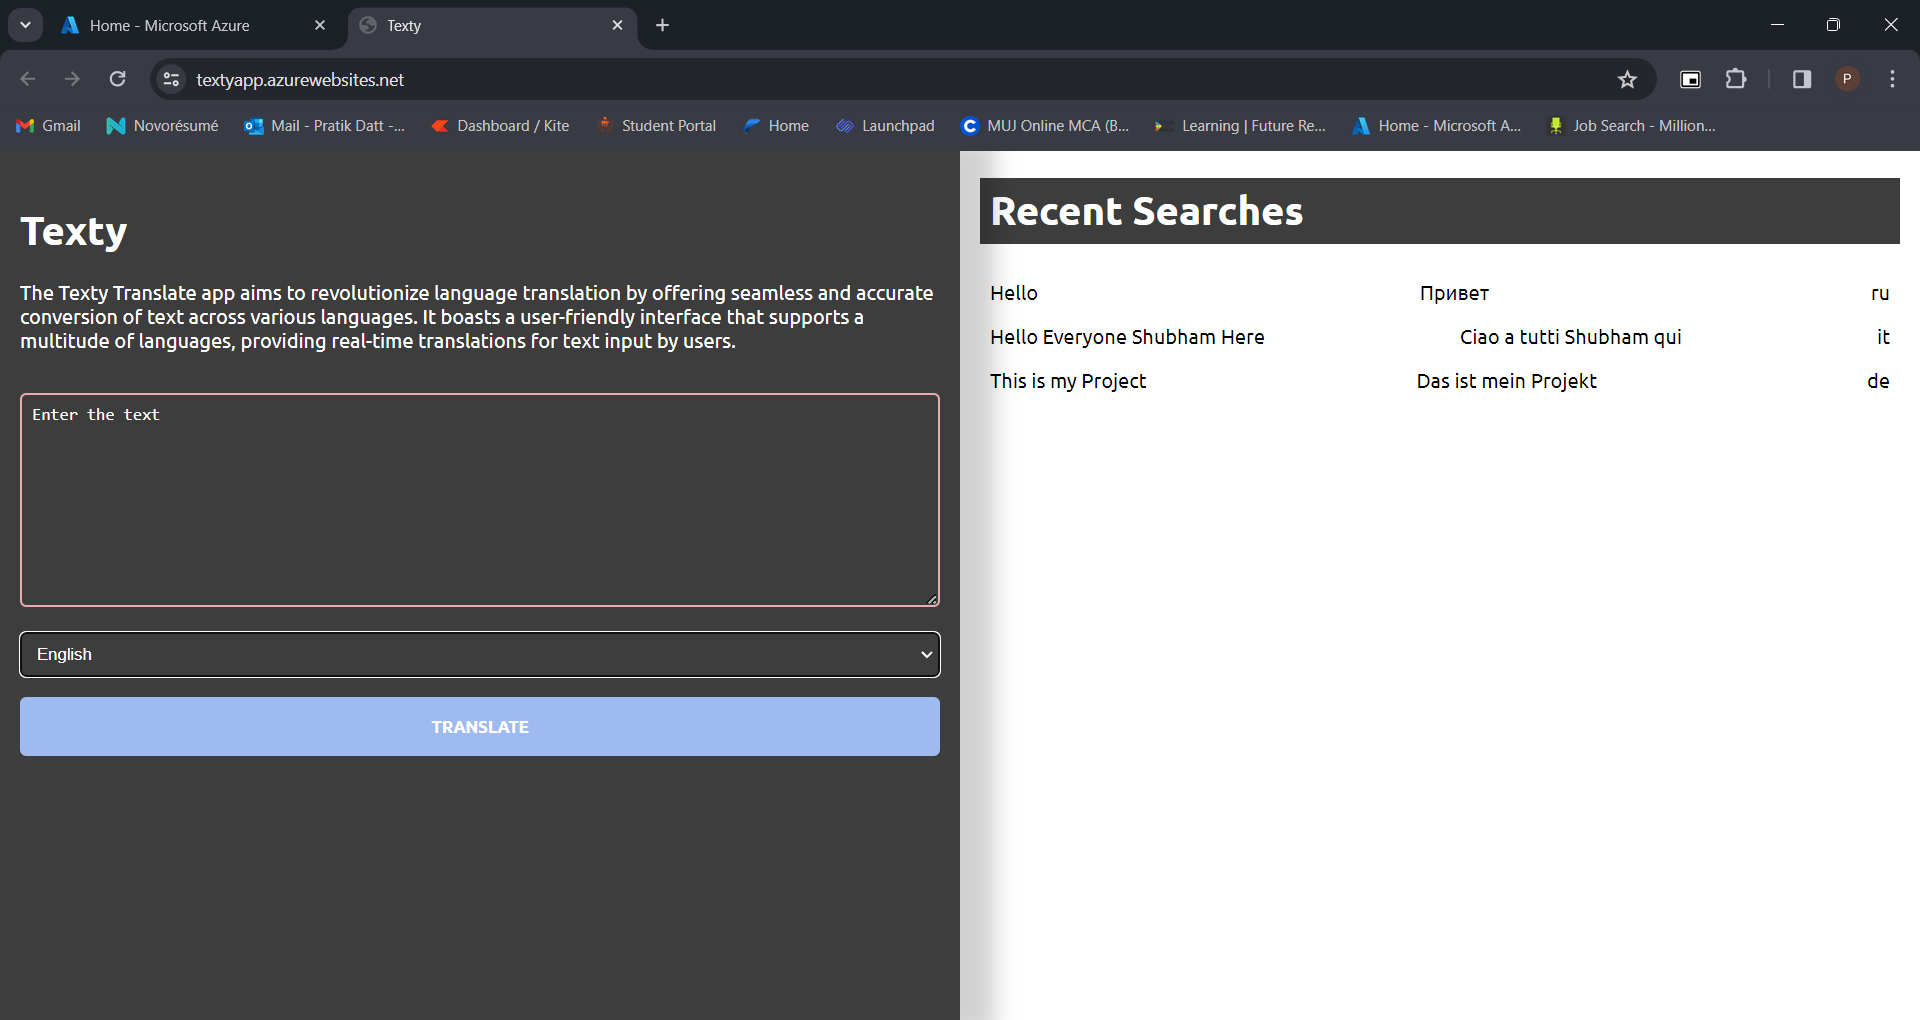 Home - Microsoft Azure
Texty
textyapp.azurewebsites.net
P
Gmail
Novorésumé
Mail - Pratik Datt -...
Dashboard / Kite
Student Portal
Home
Launchpad
MUJ Online MCA (B...
Learning | Future Re...
Home - Microsoft A...
Job Search - Million...
Texty
The Texty Translate app aims to revolutionize language translation by offering seamless and accurate
conversion of text across various languages. It boasts a user-friendly interface that supports a
multitude of languages, providing real-time translations for text input by users.
Enter the text
English
TRANSLATE
Recent Searches
Hello Привет ru
Hello Everyone Shubham Here Ciao a tutti Shubham qui it
This is my Project Das ist mein Projekt de